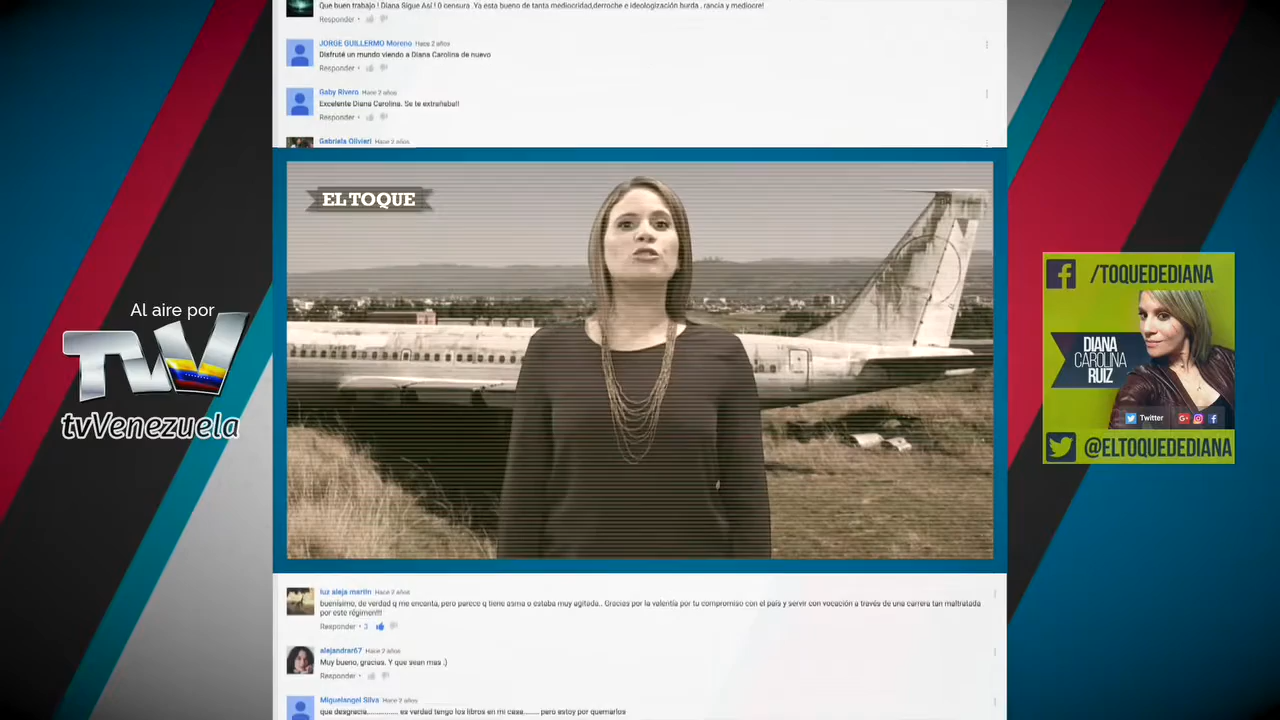 Que buen trabajo ! Diana Sigue Así ! 0 censura .Ya esta bueno de tanta mediocridad,derroche e ideologización burda , rancia y mediocre!
Responder •
JORGE GUILLERMO Moreno Hace 2 años
Disfruté un mundo viendo a Diana Carolina de nuevo
Responder •
Gaby Rivero Hace 2 años
Excelente Diana Carolina. Se te extrañaba!!
Responder •
Gabriela Olivieri Hace 2 años
EL TOQUE
Al aire por
TVV
tvVenezuela
/TOQUEDEDIANA
DIANA
CAROLINA
RUIZ
Twitter
@ELTOQUEDEDIANA
luz aleja martin Hace 2 años
buenísimo, de verdad q me encanta, pero parece q tiene asma o estaba muy agitada.. Gracias por la valentía por tu compromiso con el país y servir con vocación a través de una carrera tan maltratada
por este régimen!!!
Responder • 3
alejandrar67 Hace 2 años
Muy bueno, gracias. Y que sean mas :)
Responder •
Miguelangel Silva Hace 2 años
que desgracia................ es verdad tengo los libros en mi casa........ pero estoy por quemarlos